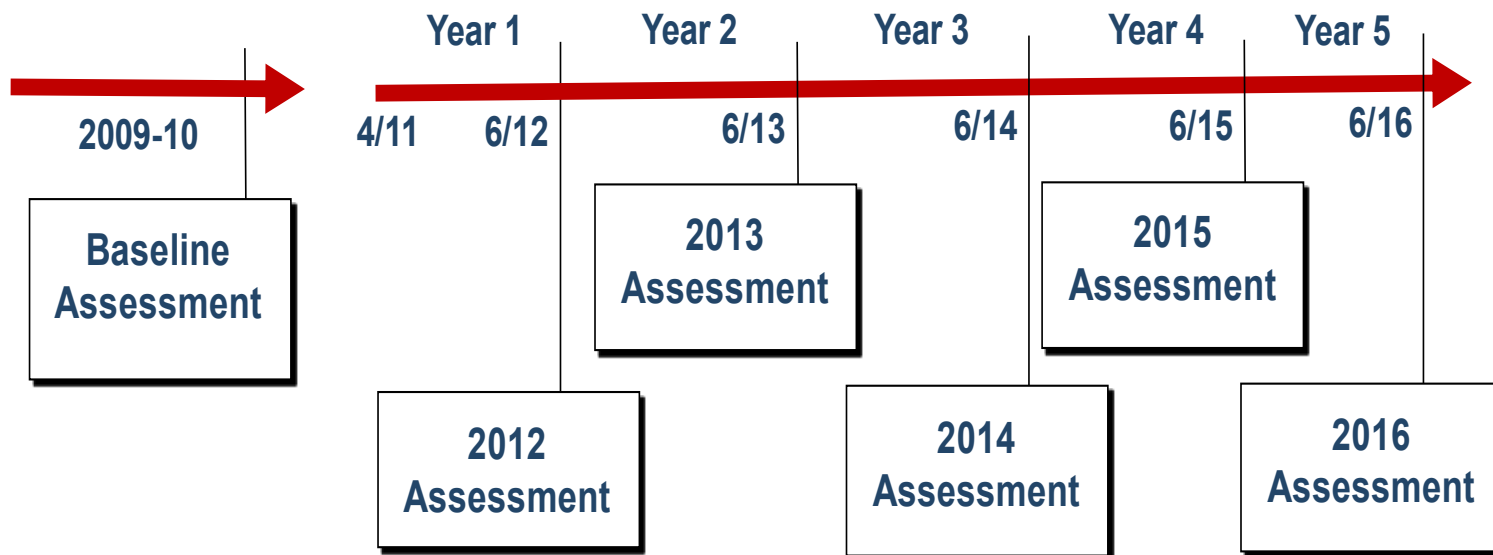 Year 1
Year 2
Year 3
Year 4
Year 5
2009-10
4/11
6/12
6/13
6/14
6/15
6/16
Baseline
Assessment
2013
Assessment
2015
Assessment
2012
Assessment
2014
Assessment
2016
Assessment